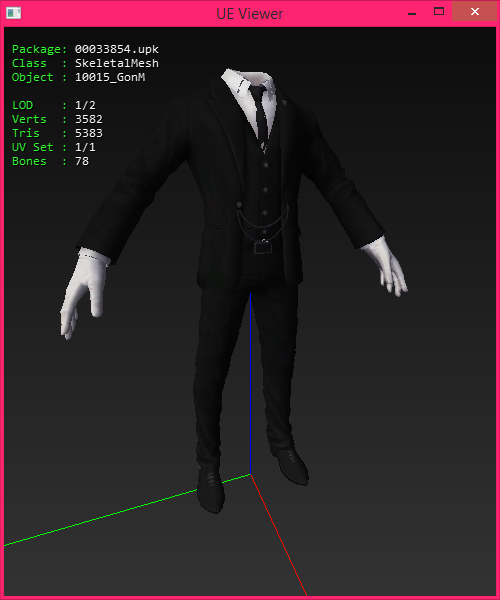 UE Viewer
Package: 00033854.upk
Class : SkeletalMesh
Object : 10015_GonM
LOD : 1/2
Verts : 3582
Tris : 5383
UV Set : 1/1
Bones : 78